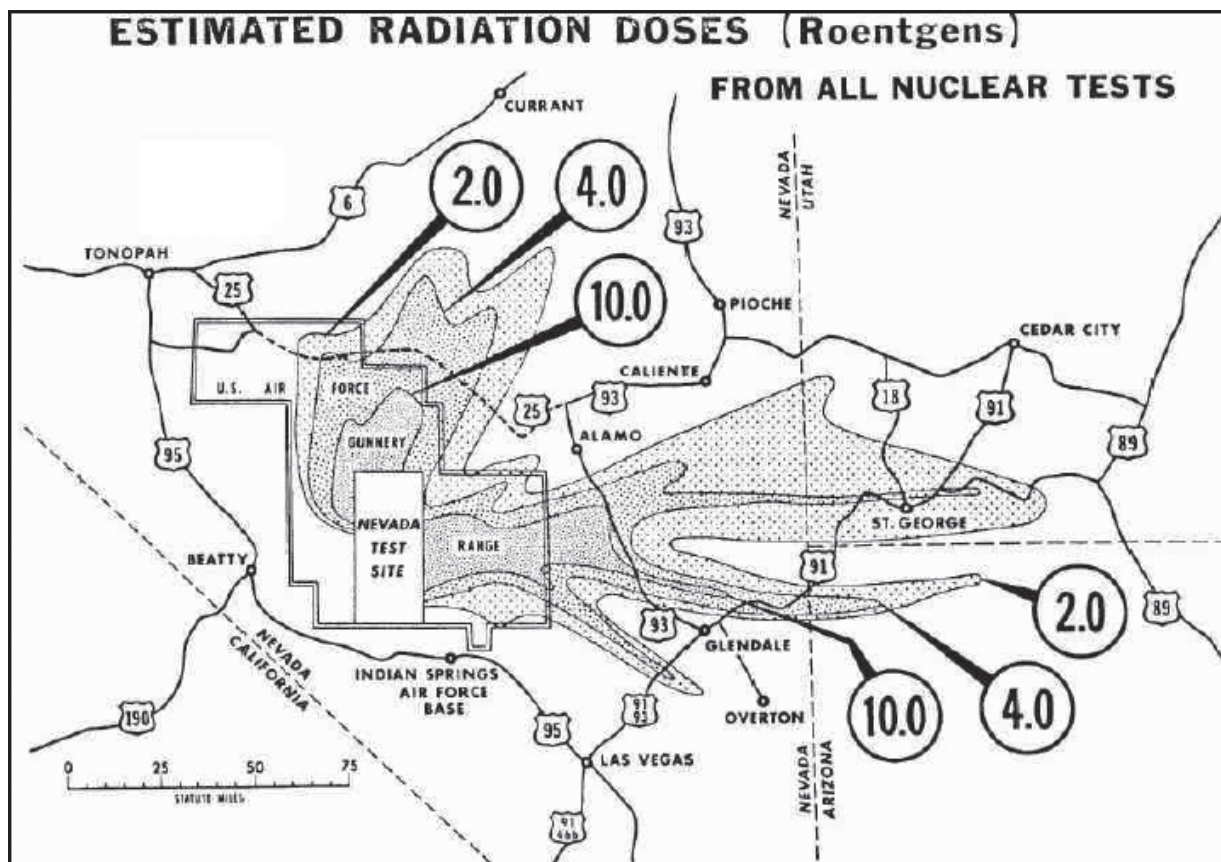 ESTIMATED RADIATION DOSES (Roentgens)
FROM ALL NUCLEAR TESTS
CURRANT
2.0
4.0
6
93
NEVADA
UTAH
TONOPAH
25
10.0
PIOCHE
CEDAR CITY
CALIENTE
U.S. AIR
FORCE
25
93
18
91
ALAMO
GUNNERY
95
89
NEVADA
TEST
SITE
RANGE
ST. GEORGE
BEATTY
91
2.0
89
93
GLENDALE
NEVADA
CALIFORNIA
INDIAN SPRINGS
AIR FORCE
BASE
190
91
93
OVERTON
10.0
4.0
95
LAS VEGAS
NEVADA
ARIZONA
0 25 50 75
STATUTE MILES
91
466